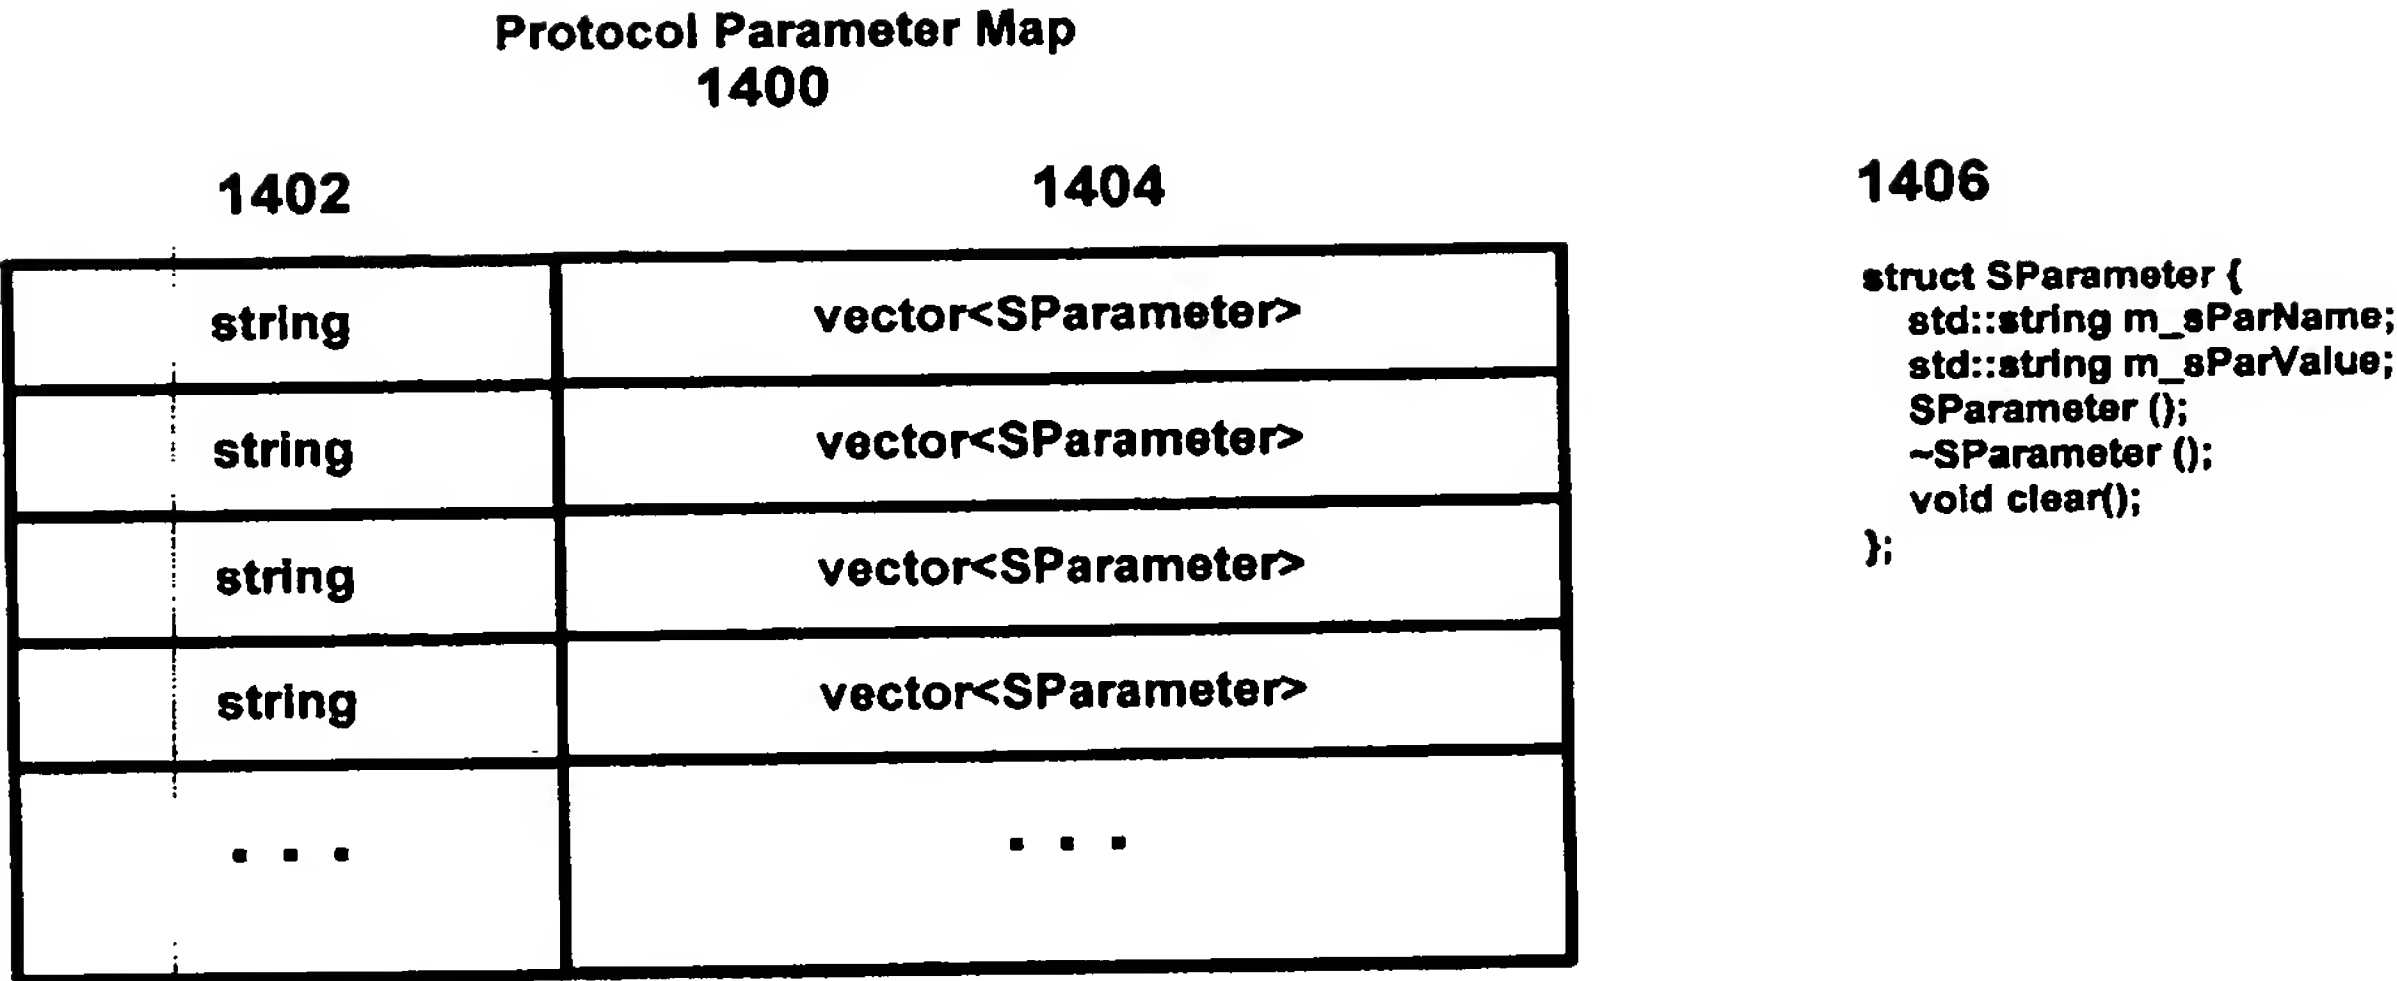 Protocol Parameter Map
1400
1402 1404 1406
string vector<SParameter>
string vector<SParameter>
string vector<SParameter>
string vector<SParameter>
. . . . . .
struct SParameter {
std::string m_sParName;
std::string m_sParValue;
SParameter ();
~SParameter ();
void clear();
};